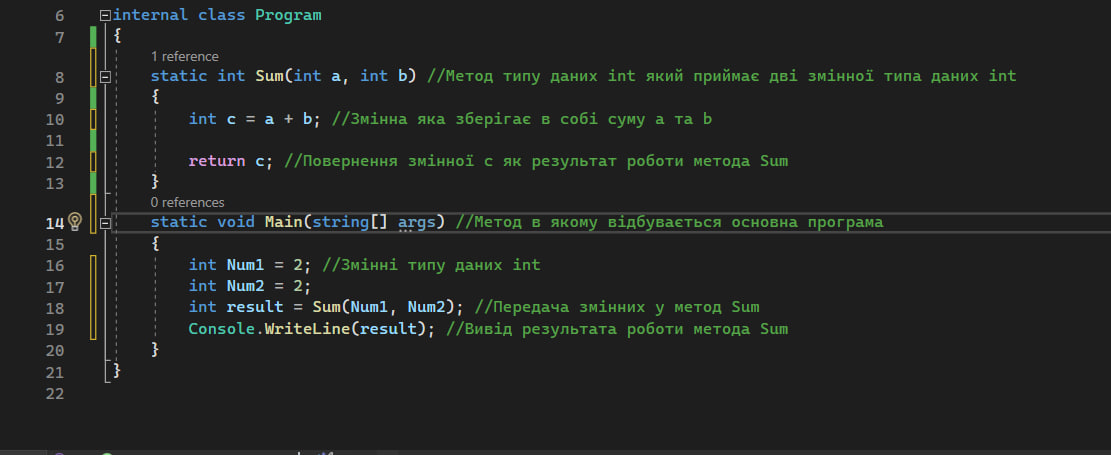 6 internal class Program
7 {
1 reference
8 static int Sum(int a, int b) //Метод типу даних int який приймає дві змінної типа даних int
9 {
10 int c = a + b; //Змінна яка зберігає в собі суму a та b
11
12 return c; //Повернення змінної c як результат роботи метода Sum
13 }
0 references
14 static void Main(string[] args) //Метод в якому відбувається основна програма
15 {
16 int Num1 = 2; //Змінні типу даних int
17 int Num2 = 2;
18 int result = Sum(Num1, Num2); //Передача змінних у метод Sum
19 Console.WriteLine(result); //Вивід результата роботи метода Sum
20 }
21 }
22